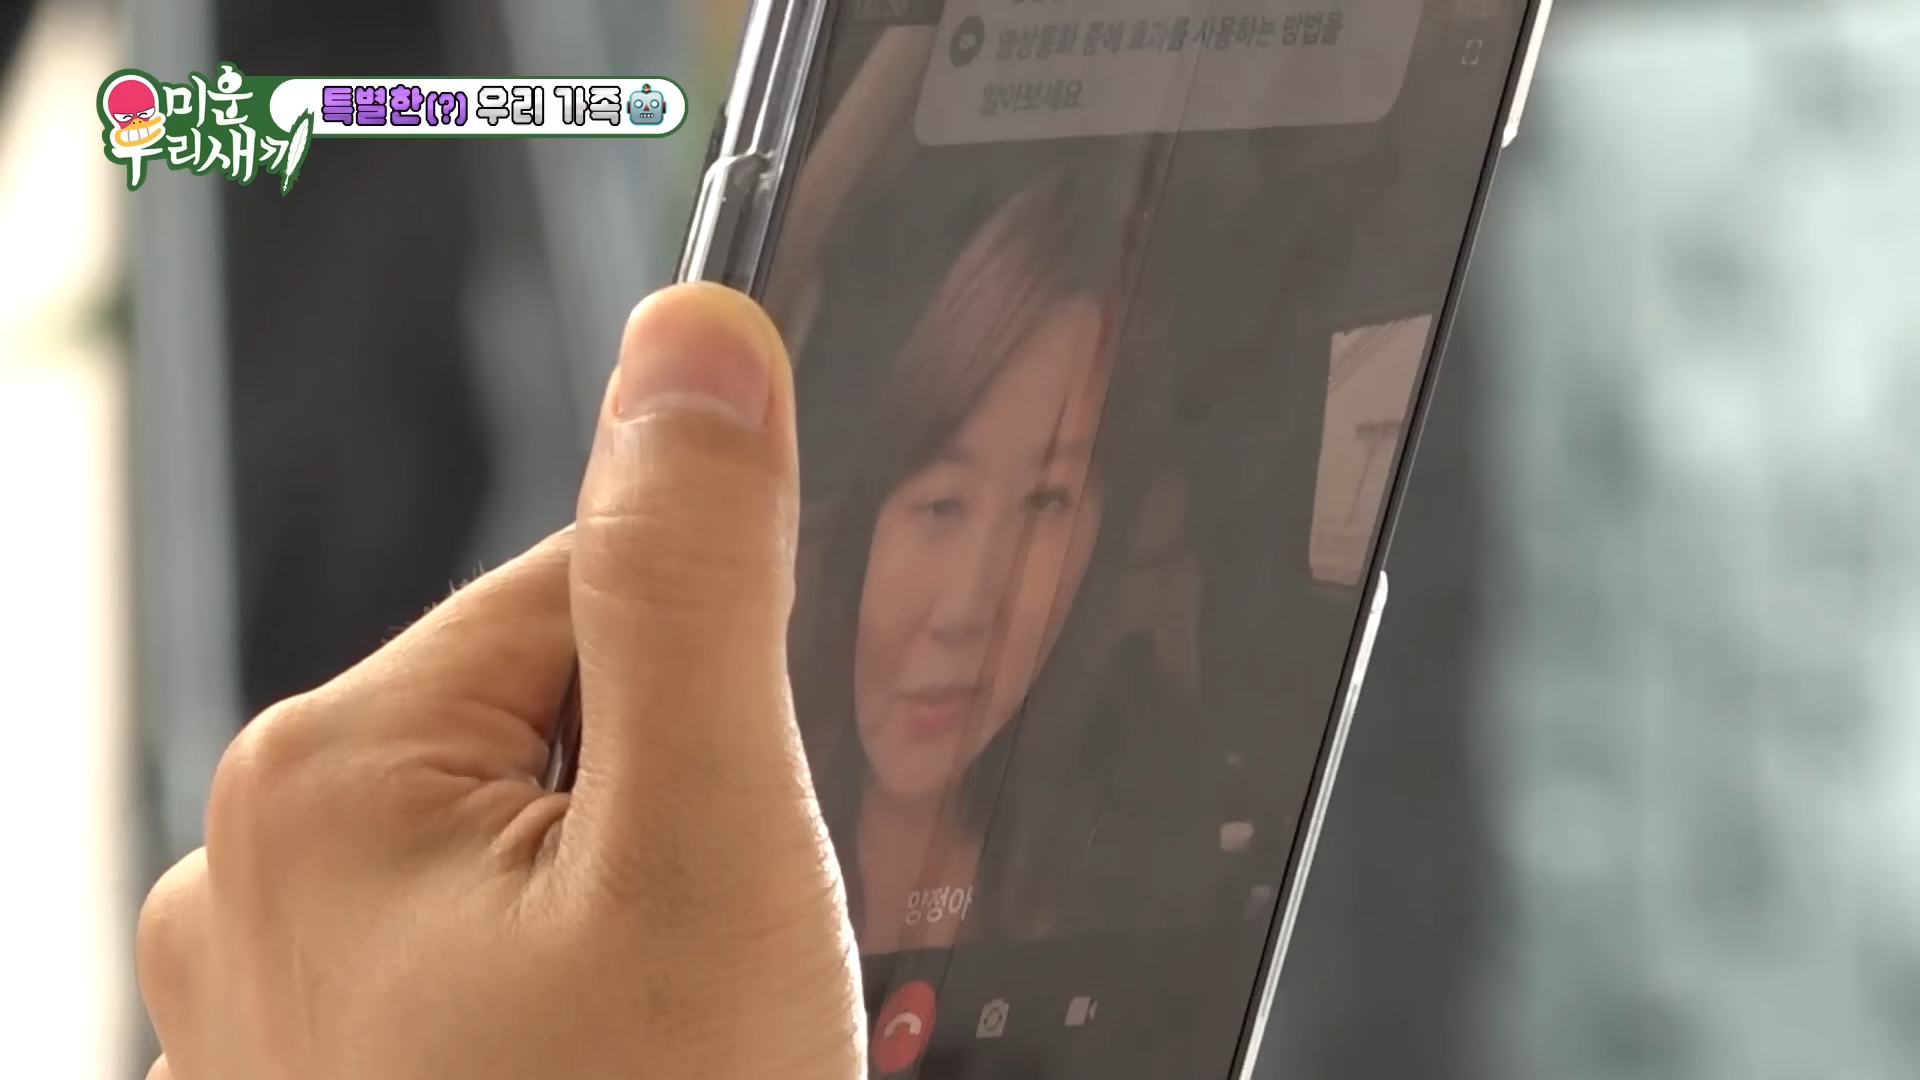 미운
우리새끼
특별한(?) 우리 가족
영상통화 중에 효과를 사용하는 방법을
알아보세요.
양정아